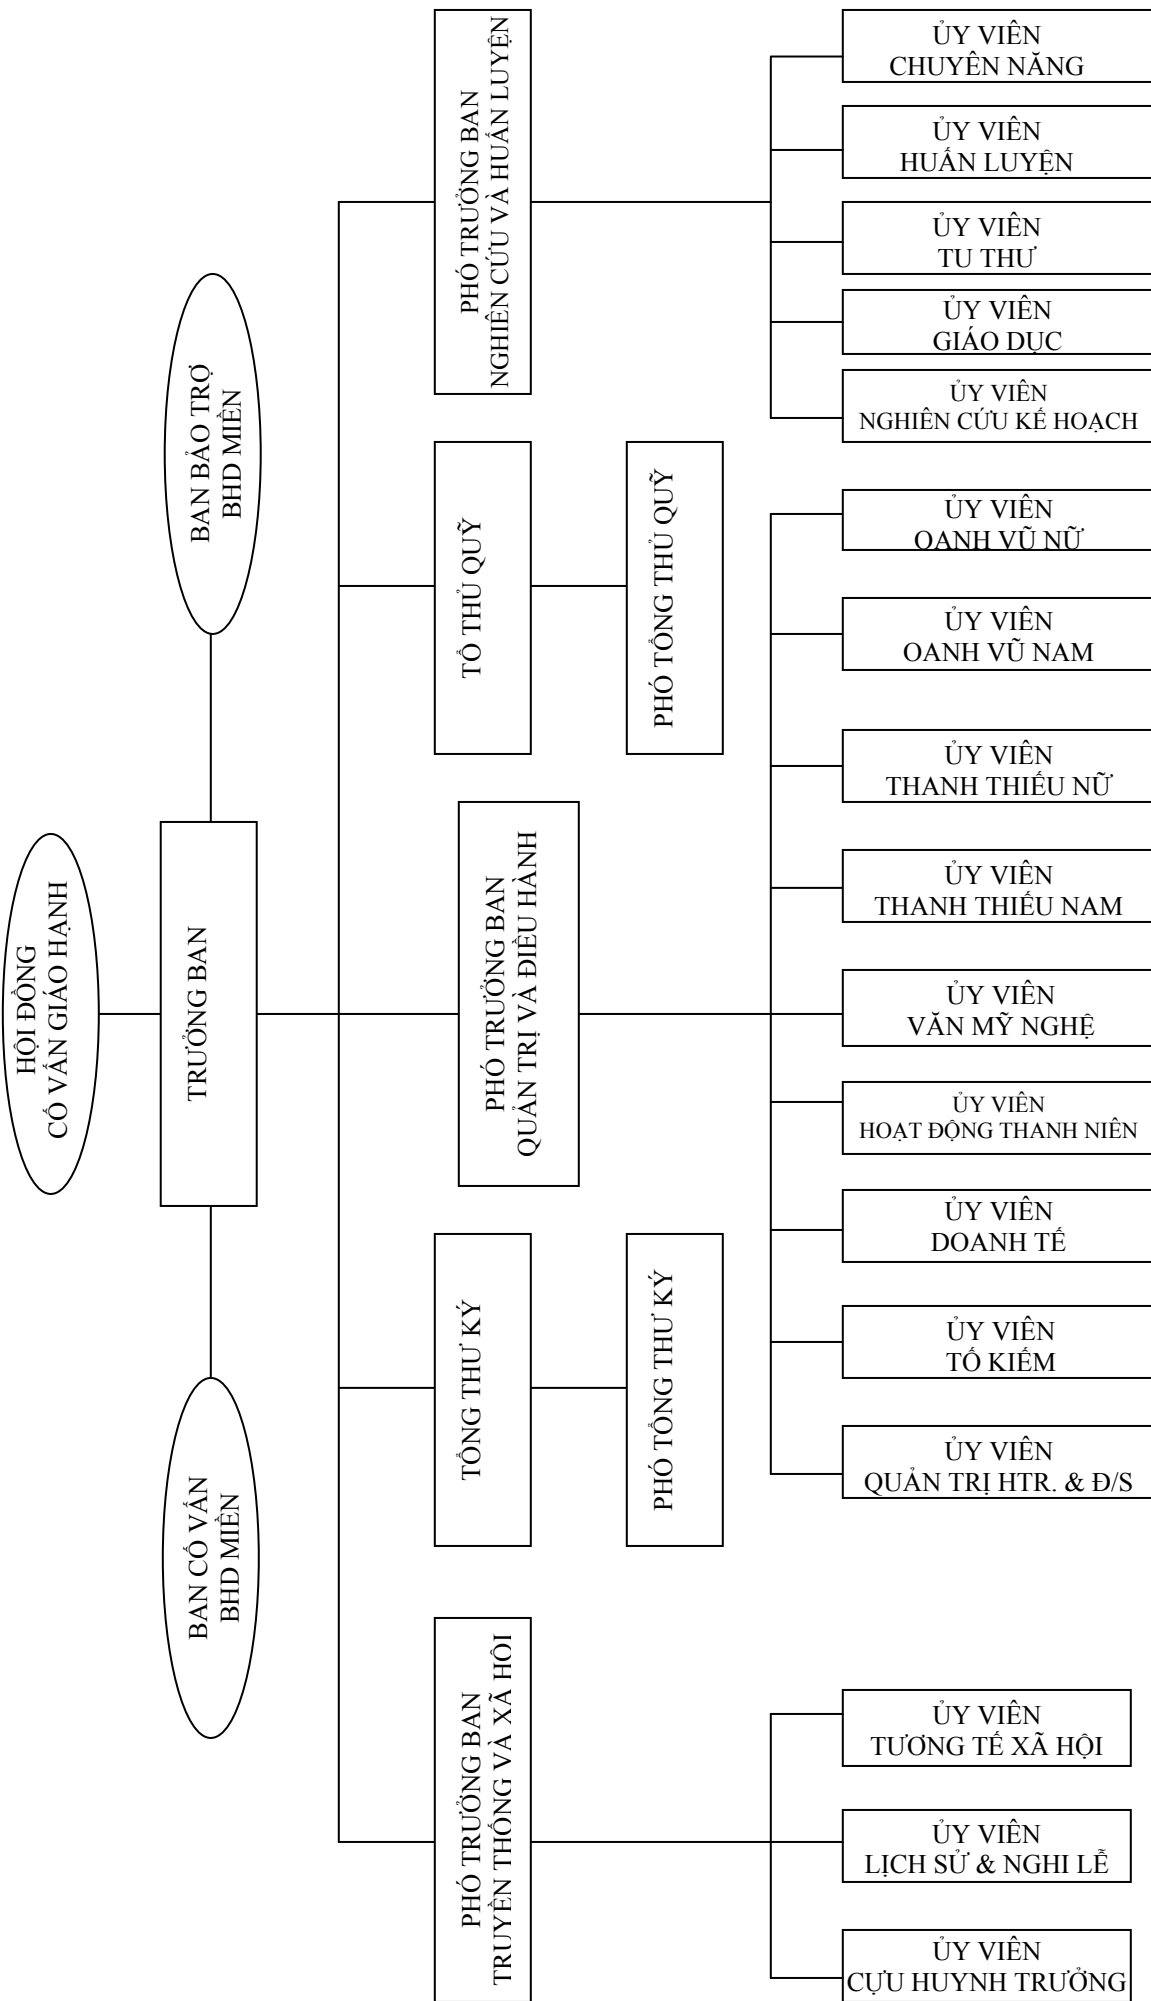 HỘI ĐỒNG
CỐ VẤN GIÁO HẠNH
BAN CỐ VẤN
BHD MIỀN
TRƯỞNG BAN
BAN BẢO TRỢ
BHD MIỀN
PHÓ TRƯỞNG BAN
TRUYỀN THỐNG VÀ XÃ HÔI
TỔNG THƯ KÝ
PHÓ TRƯỞNG BAN
QUẢN TRỊ VÀ ĐIỀU HÀNH
TỔ THỦ QUỸ
PHÓ TRƯỞNG BAN
NGHIÊN CỨU VÀ HUẤN LUYỆN
PHÓ TỔNG THƯ KÝ
PHÓ TỔNG THỦ QUỸ
ỦY VIÊN
CHUYÊN NĂNG
ỦY VIÊN
HUẤN LUYỆN
ỦY VIÊN
TU THƯ
ỦY VIÊN
GIÁO DỤC
ỦY VIÊN
NGHIÊN CỨU KẾ HOẠCH
ỦY VIÊN
OANH VŨ NỮ
ỦY VIÊN
OANH VŨ NAM
ỦY VIÊN
THANH THIẾU NỮ
ỦY VIÊN
THANH THIẾU NAM
ỦY VIÊN
VĂN MỸ NGHỆ
ỦY VIÊN
HOẠT ĐỘNG THANH NIÊN
ỦY VIÊN
DOANH TẾ
ỦY VIÊN
TỐ KIẾM
ỦY VIÊN
QUẢN TRỊ HTR. & Đ/S
ỦY VIÊN
TƯƠNG TẾ XÃ HỘI
ỦY VIÊN
LỊCH SỬ & NGHI LỄ
ỦY VIÊN
CỰU HUYNH TRƯỞNG